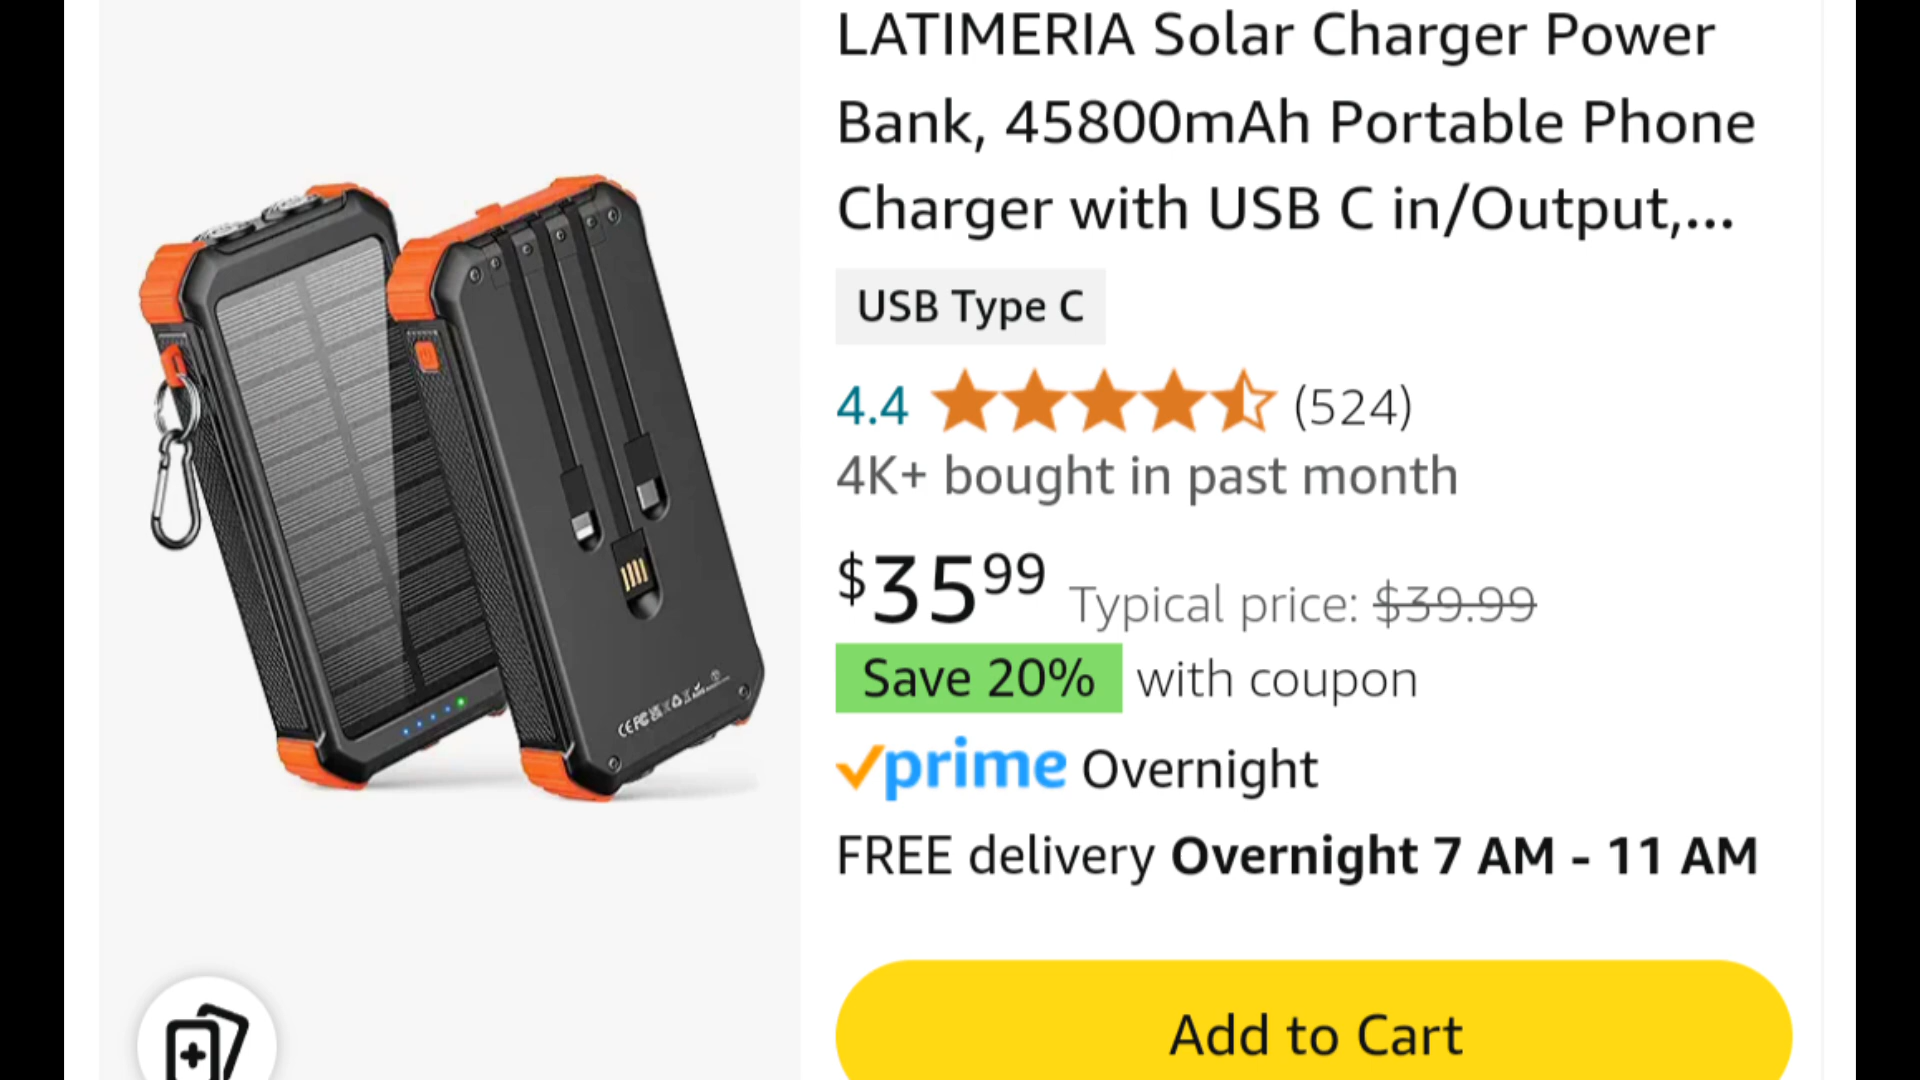 LATIMERIA Solar Charger Power
Bank, 45800mAh Portable Phone
Charger with USB C in/Output,...
USB Type C
4.4 (524)
4K+ bought in past month
$3599 Typical price: $39.99
Save 20% with coupon
prime Overnight
FREE delivery Overnight 7 AM - 11 AM
Add to Cart